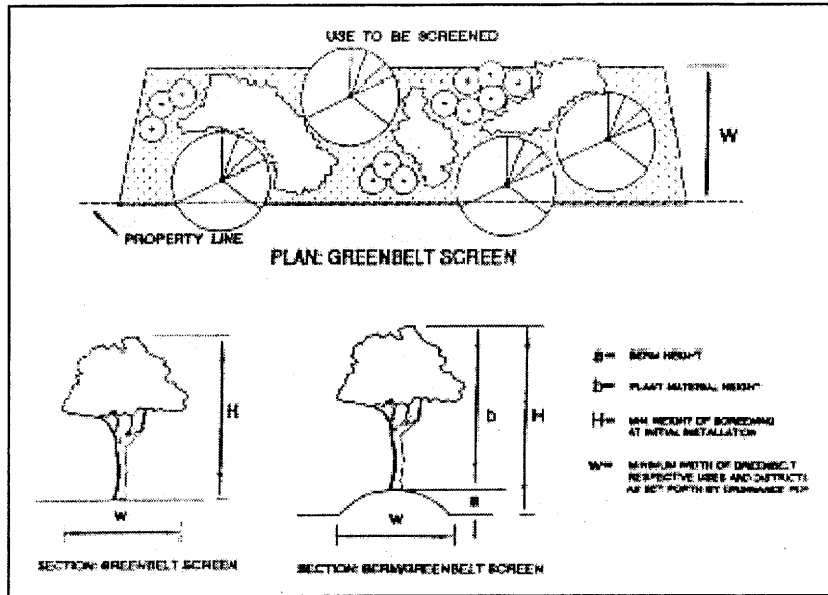 USE TO BE SCREENED
W
PROPERTY LINE
PLAN: GREENBELT SCREEN
H
W
SECTION: GREENBELT SCREEN
b
H
a
W
SECTION: BERM/GREENBELT SCREEN
a= BERM HEIGHT
b= PLANT MATERIAL HEIGHT
H= MIN HEIGHT OF SCREENING
AT INITIAL INSTALLATION
W= MINIMUM WIDTH OF GREENBELT
RESPECTIVE USES AND DISTRICTS
AS SET FORTH BY ORDINANCE